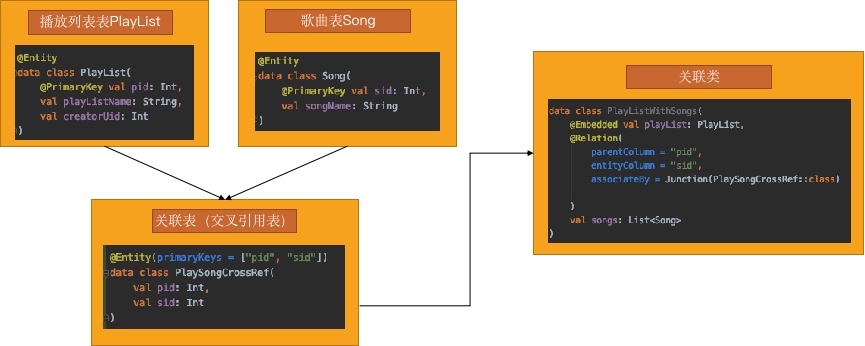 播放列表表PlayList
@Entity
data class PlayList(
@PrimaryKey val pid: Int,
val playListName: String,
val creatorUid: Int
)
歌曲表Song
@Entity
data class Song(
@PrimaryKey val sid: Int,
val songName: String
)
关联表（交叉引用表）
@Entity(primaryKeys = ["pid", "sid"])
data class PlaySongCrossRef(
val pid: Int,
val sid: Int
)
关联类
data class PlayListWithSongs(
@Embedded val playList: PlayList,
@Relation(
parentColumn = "pid",
entityColumn = "sid",
associateBy = Junction(PlaySongCrossRef::class)
)
val songs: List<Song>
)